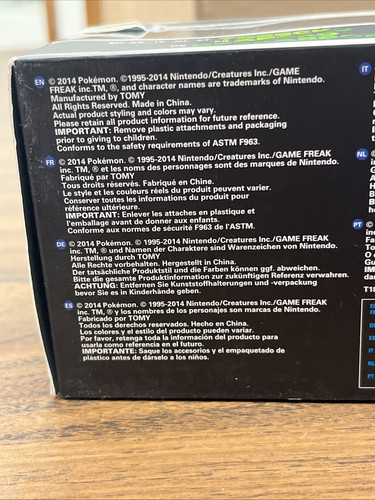 EN © 2014 Pokémon. ©1995-2014 Nintendo/Creatures Inc./GAME
FREAK inc.TM, ®, and character names are trademarks of Nintendo.
Manufactured by TOMY
All Rights Reserved. Made in China.
Actual product styling and colors may vary.
Please retain all product information for future reference.
IMPORTANT: Remove plastic attachments and packaging
prior to giving to children.
Conforms to the safety requirements of ASTM F963.
FR © 2014 Pokémon. © 1995-2014 Nintendo/Creatures Inc./GAME FREAK
inc. TM, ® et les noms des personnages sont des marques de Nintendo.
Fabriqué par TOMY
Tous droits réservés. Fabriqué en Chine.
Le style et les couleurs réels du produit peuvent varier.
Conserver toutes les informations du produit pour
référence ultérieure.
IMPORTANT: Enlever les attaches en plastique et
l'emballage avant de donner aux enfants.
Conforme aux normes de sécurité F963 de l'ASTM.
DE © 2014 Pokémon. © 1995-2014 Nintendo/Creatures Inc./GAME FREAK
inc. TM, ® und Namen der Charaktere sind Warenzeichen von Nintendo.
Herstellung durch TOMY
Alle Rechte vorbehalten. Hergestellt in China.
Der tatsächliche Produktstil und die Farben können ggf. abweichen.
Bitte die gesamte Produktinformation zur zukünftigen Referenz verwahren.
ACHTUNG: Entfernen Sie Kunststoffhalterungen und -verpackung
bevor Sie es in Kinderhände geben.
ES © 2014 Pokémon. © 1995-2014 Nintendo/Creatures Inc./GAME FREAK
inc. TM, ® y los nombres de los personajes son marcas de Nintendo.
Fabricado por TOMY
Todos los derechos reservados. Hecho en China.
Los colores y el estilo del producto pueden variar.
Por favor, retenga toda la información del producto para
usarla como referencia en el futuro.
IMPORTANTE: Saque los accesorios y el empaquetado de
plástico antes de dárselo a los niños.
IT
NL
PT
T18